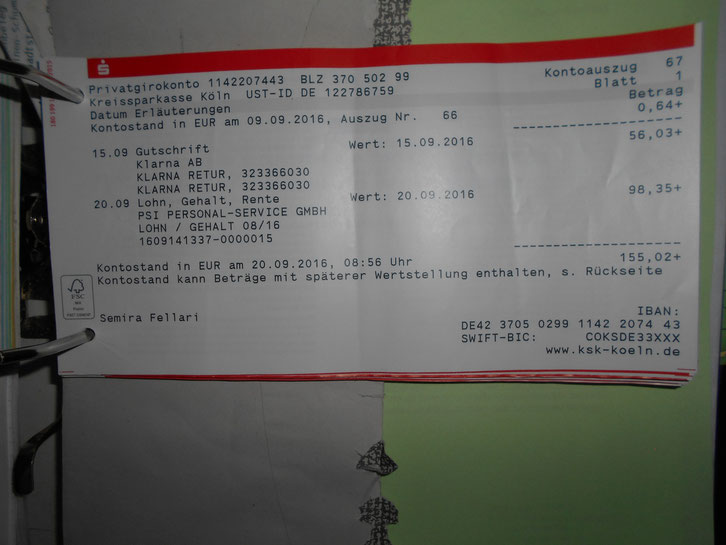 Privatgirokonto 1142207443 BLZ 370 502 99 Kontoauszug 67
Kreissparkasse Köln UST-ID DE 122786759 Blatt 1
Datum Erläuterungen Betrag
Kontostand in EUR am 09.09.2016, Auszug Nr. 66 0,64+
15.09 Gutschrift Wert: 15.09.2016 56,03+
Klarna AB
KLARNA RETUR, 323366030
KLARNA RETUR, 323366030
20.09 Lohn, Gehalt, Rente Wert: 20.09.2016 98,35+
PSI PERSONAL-SERVICE GMBH
LOHN / GEHALT 08/16
1609141337-0000015
Kontostand in EUR am 20.09.2016, 08:56 Uhr 155,02+
Kontostand kann Beträge mit späterer Wertstellung enthalten, s. Rückseite
FSC
Semira Fellari
IBAN:
DE42 3705 0299 1142 2074 43
SWIFT-BIC: COKSDE33XXX
www.ksk-koeln.de